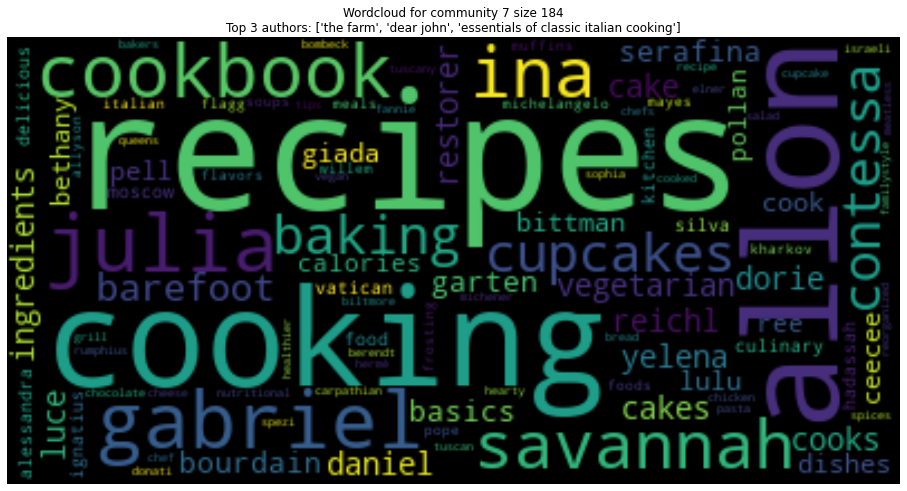 Wordcloud for community 7 size 184
Top 3 authors: ['the farm', 'dear john', 'essentials of classic italian cooking']
delicious
bakers
bombeck
muffins
israeli
cookbook
ina
serafina
recipe
cupcake
tuscany
cake
allyson
bethany
italian
flagg
soups
tips
meals
fannie
michelangelo
chefs
mayes
elner
salad
restorer
pollan
allon
contessa
meatless
familystyle
queens
recipes
giada
willem
vegan
flavors
pell
moscow
sophia
cooked
kitchen
cook
ingredients
julia
baking
bittman
silva
kharkov
calories
cupcakes
vegetarian
dorie
barefoot
vatican
garten
biltmore
michener
reichl
ree
culinary
reorganized
hadassah
ceecee
cooking
grill
rumphius
healthier
food
berendt
hermé
frosting
bread
yelena
lulu
chocolate
cheese
nutritional
carpathian
hearty
foods
chicken
pasta
spices
alessandra
luce
ignatius
gabriel
spezi
basics
cakes
pope
tuscan
savannah
cooks
dishes
chef
donati
bourdain
daniel